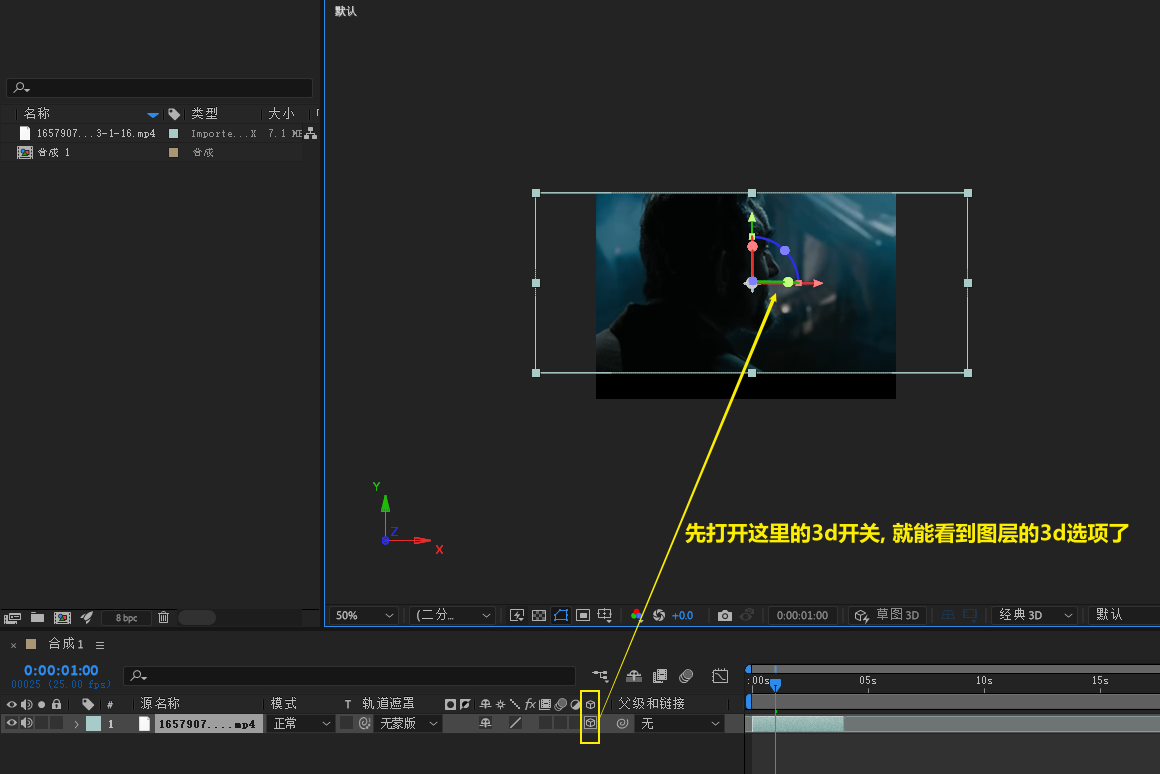 默认
名称 类型 大小
1657907...3-1-16.mp4 Importe...X 7.1 ME
合成 1 合成
Y
Z
X
先打开这里的3d开关, 就能看到图层的3d选项了
8 bpc
50% (二分... +0.0 0:00:01:00 草图 3D 经典 3D 默认
× 合成 1
0:00:01:00
00025 (25.00 fps)
:00s 05s 10s 15s
# 源名称 模式 T 轨道遮罩 fx 父级和链接
1 1657907....mp4 正常 无蒙版 无